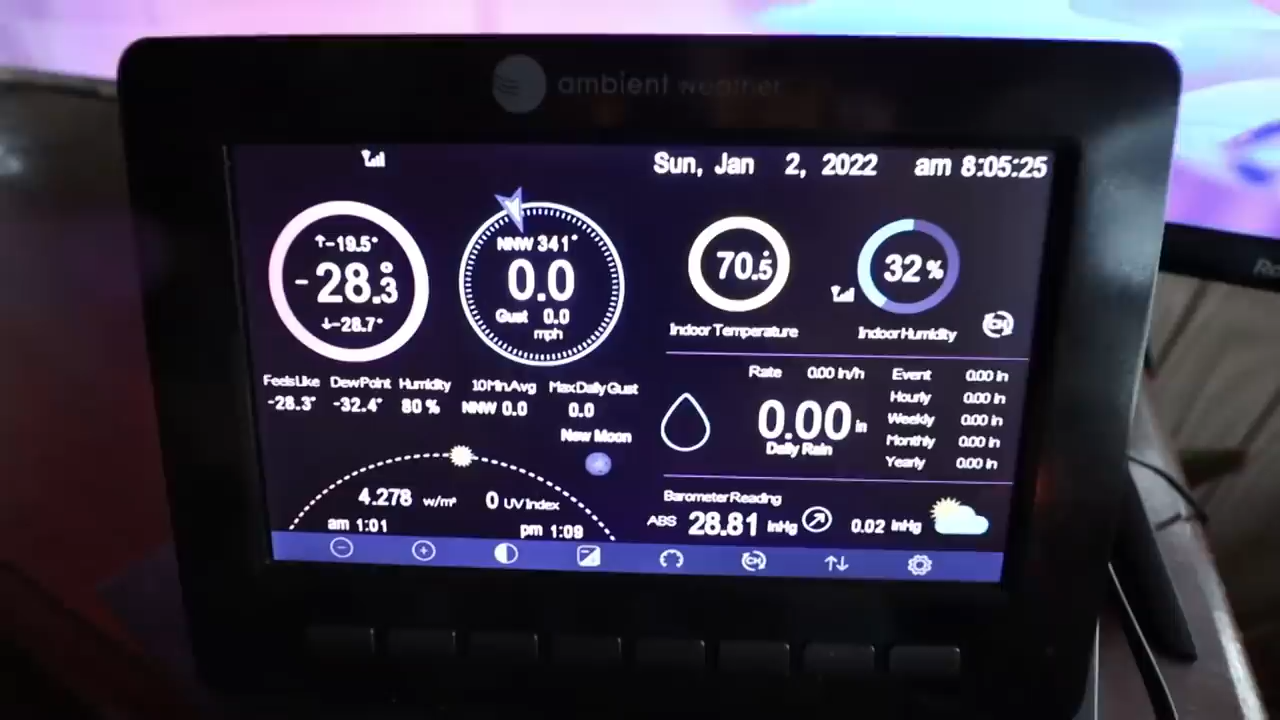 ambient weather
Sun, Jan 2, 2022 am 8:05:25
↑-19.5°
-28.3°
↓-28.7°
NNW 341°
0.0
Gust 0.0
mph
70.5°
Indoor Temperature
32%
Indoor Humidity
CH
Feels Like Dew Point Humidity 10 Min.Avg Max Daily Gust
-28.3° -32.4° 80% NNW 0.0 0.0
New Moon
4.278 w/m² 0 UV Index
am 1:01 pm 1:09
Rate 0.00 in/h
0.00 in
Daily Rain
Event 0.00 in
Hourly 0.00 in
Weekly 0.00 in
Monthly 0.00 in
Yearly 0.00 in
Barometer Reading
ABS 28.81 inHg 0.02 inHg
CH